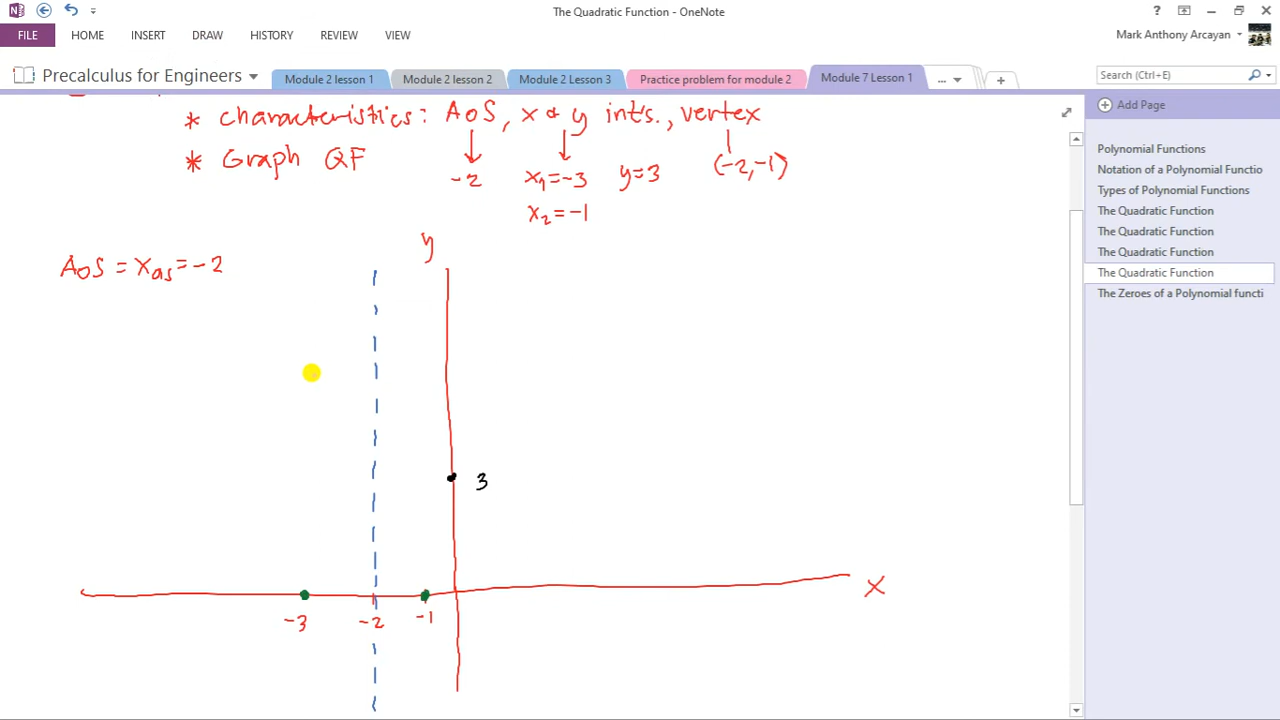 The Quadratic Function - OneNote
FILE HOME INSERT DRAW HISTORY REVIEW VIEW
Mark Anthony Arcayan
Precalculus for Engineers
Module 2 lesson 1
Module 2 lesson 2
Module 2 Lesson 3
Practice problem for module 2
Module 7 Lesson 1
...
Search (Ctrl+E)
Add Page
Polynomial Functions
Notation of a Polynomial Functio
Types of Polynomial Functions
The Quadratic Function
The Quadratic Function
The Quadratic Function
The Quadratic Function
The Zeroes of a Polynomial functi
* characteristics: AoS, x & y ints., vertex
* Graph QF
-2 x₁=-3 y=3 (-2,-1)
x₂=-1
y
AoS = Xas = -2
3
X
-3 -2 -1